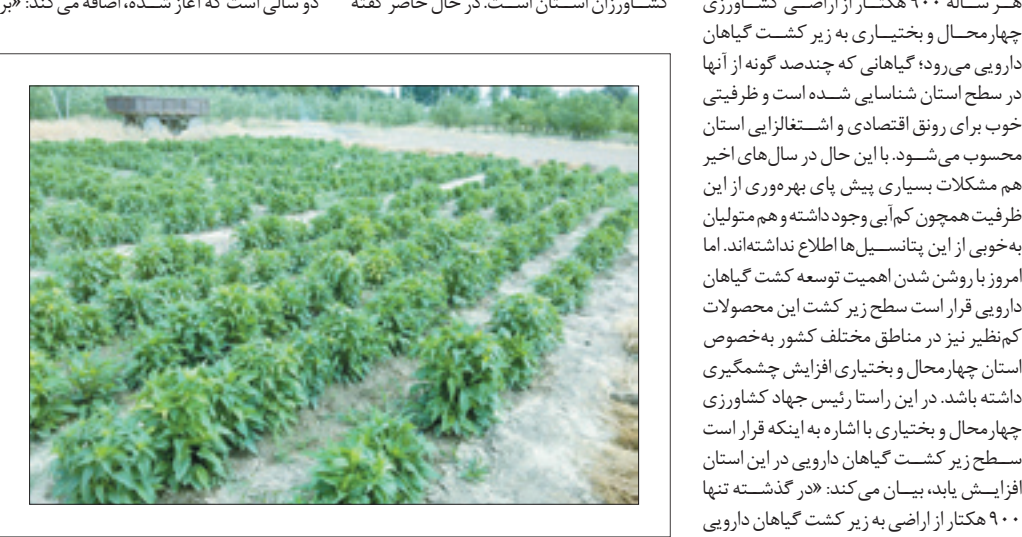 هر ساله ۹۰۰ هکتار از اراضی کشاورزی
چهارمحال و بختیاری به زیر کشت گیاهان
دارویی می‌رود؛ گیاهانی که چندصد گونه از آنها
در سطح استان شناسایی شده است و ظرفیتی
خوب برای رونق اقتصادی و اشتغالزایی استان
محسوب می‌شود. با این حال در سال‌های اخیر
هم مشکلات بسیاری پیش پای بهره‌وری از این
ظرفیت همچون کم‌آبی وجود داشته و هم متولیان
به‌خوبی از این پتانسیل‌ها اطلاع نداشته‌اند. اما
امروز با روشن شدن اهمیت توسعه کشت گیاهان
دارویی قرار است سطح زیر کشت این محصولات
کم‌نظیر نیز در مناطق مختلف کشور به‌خصوص
استان چهارمحال و بختیاری افزایش چشمگیری
داشته باشد. در این راستا رئیس جهاد کشاورزی
چهارمحال و بختیاری با اشاره به اینکه قرار است
سطح زیر کشت گیاهان دارویی در این استان
افزایش یابد، بیان می‌کند: «در گذشته تنها
۹۰۰ هکتار از اراضی به زیر کشت گیاهان دارویی
کشاورزان استان است. در حال حاضر گفته
دو سالی است که آغاز شده، اضافه می‌کند: «بر